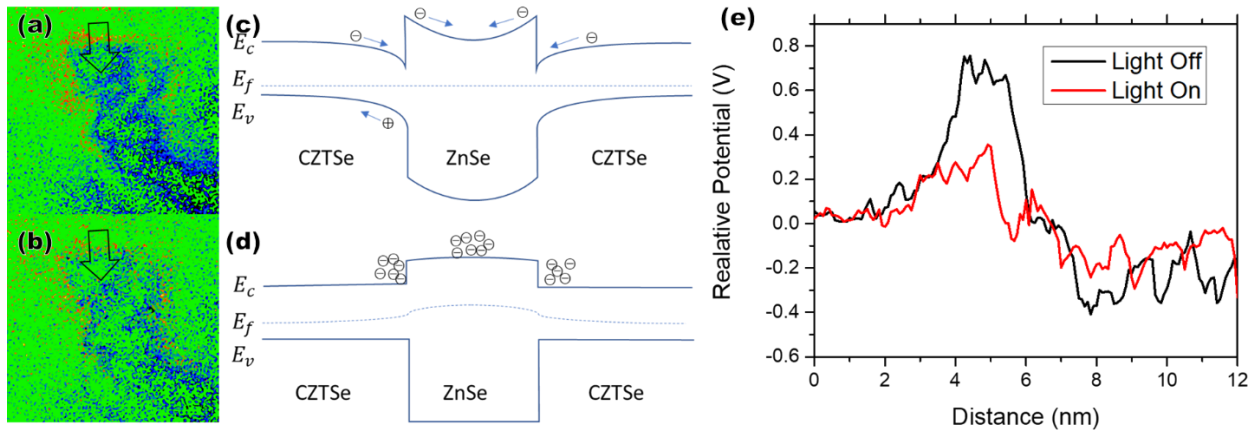 (a)
(b)
(c)
⊖ ⊖ ⊖ ⊖
E_c
E_f
E_v
⊕
CZTSe ZnSe CZTSe
(d)
⊖⊖⊖⊖⊖⊖⊖⊖
E_c
E_f
E_v
CZTSe ZnSe CZTSe
(e)
Light Off
Light On
Relative Potential (V)
0.8
0.6
0.4
0.2
0.0
-0.2
-0.4
-0.6
0 2 4 6 8 10 12
Distance (nm)